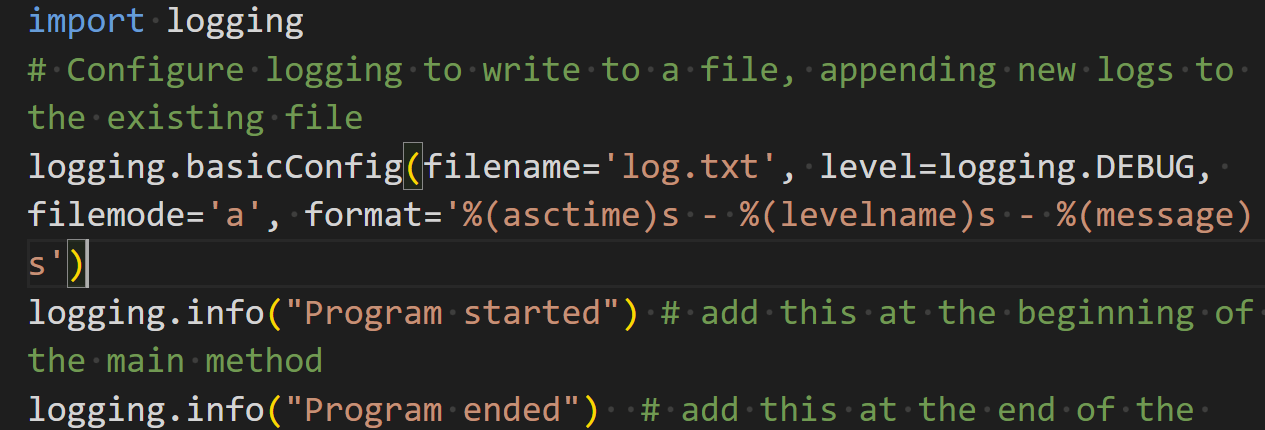 import logging
# Configure logging to write to a file, appending new logs to
the existing file
logging.basicConfig(filename='log.txt', level=logging.DEBUG,
filemode='a', format='%(asctime)s - %(levelname)s - %(message)
s')
logging.info("Program started") # add this at the beginning of
the main method
logging.info("Program ended")  # add this at the end of the